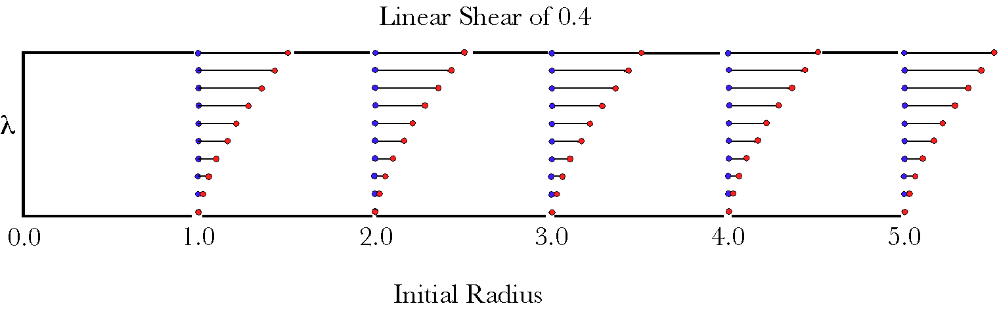 Linear Shear of 0.4
λ
0.0 1.0 2.0 3.0 4.0 5.0
Initial Radius